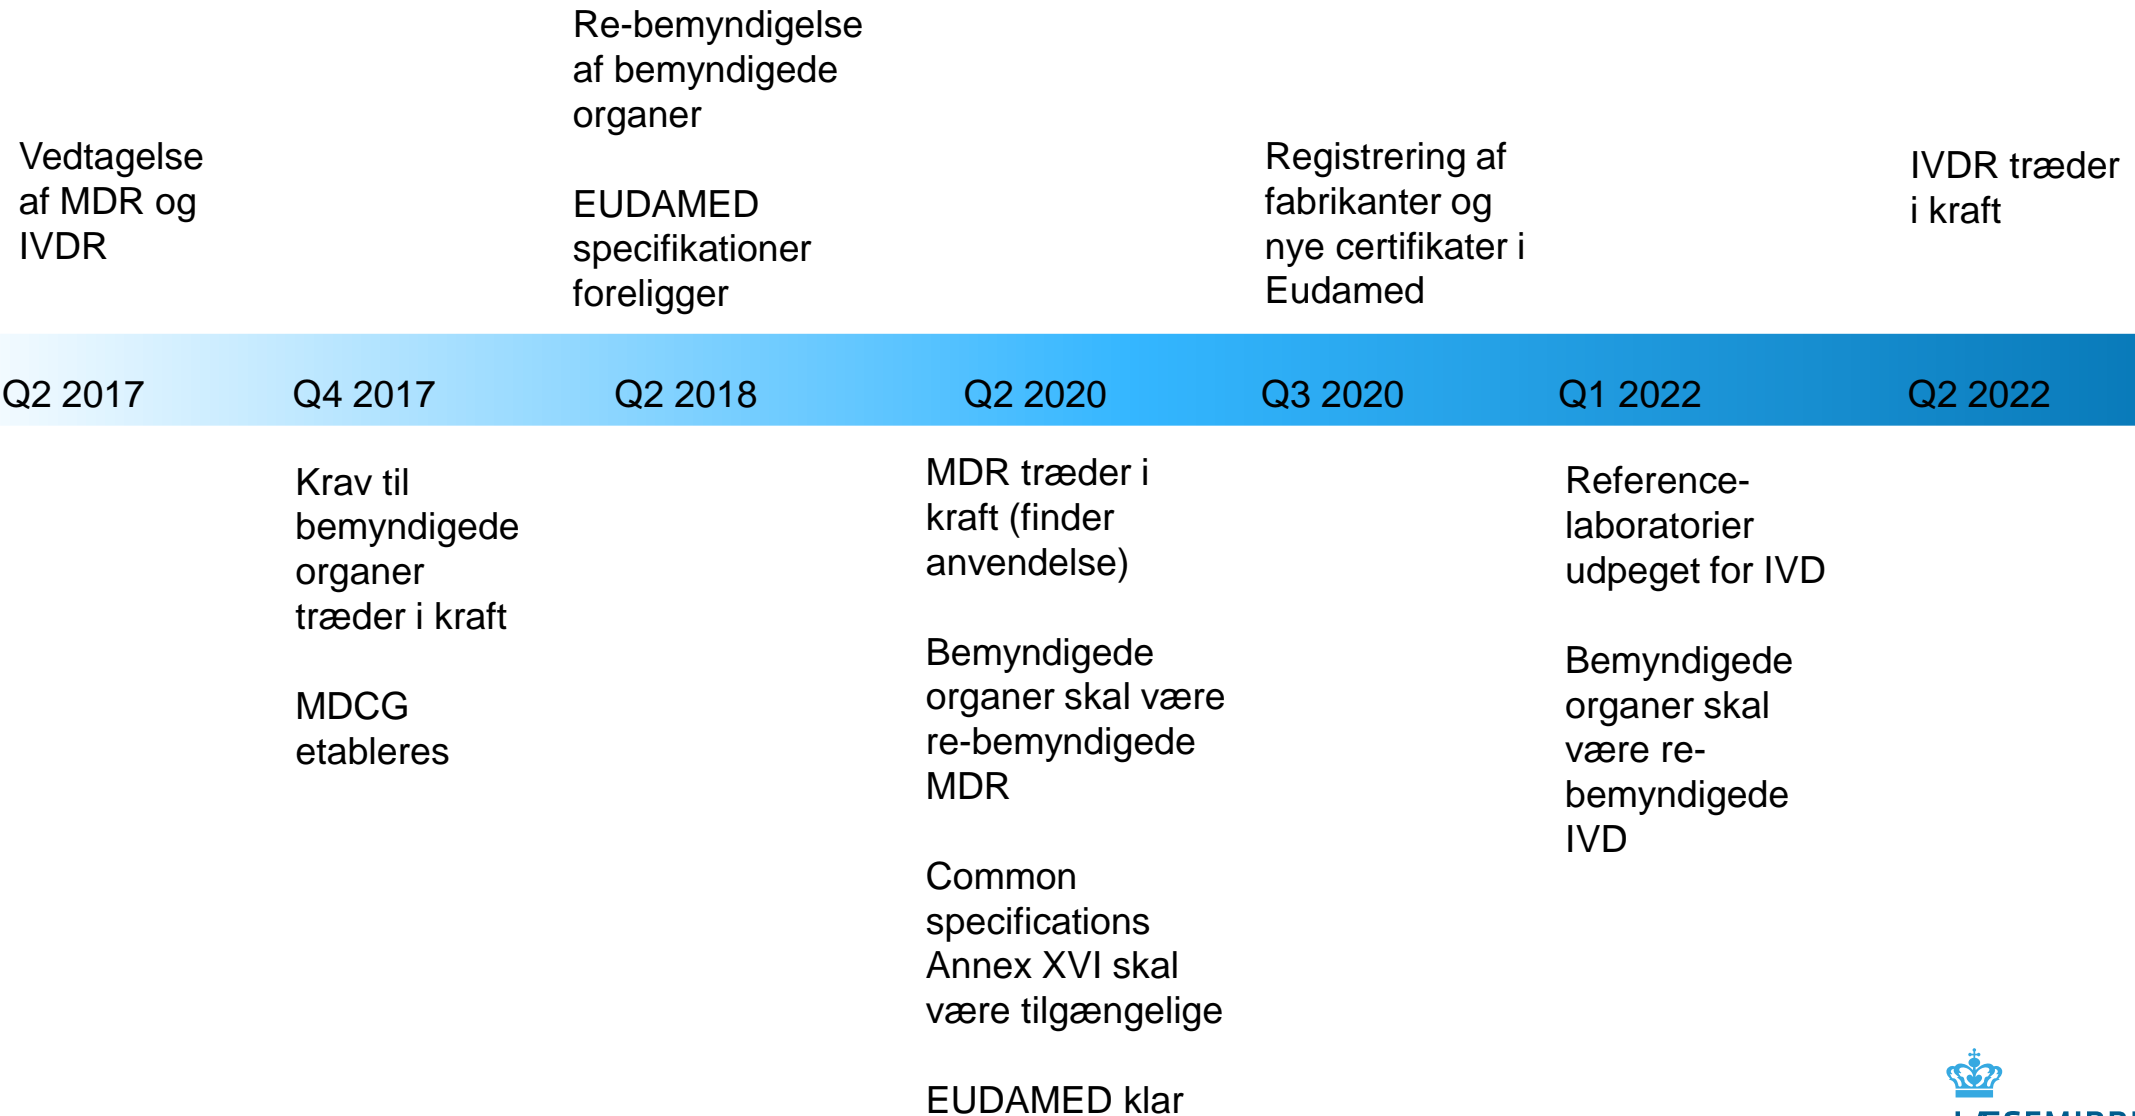 Re-bemyndigelse
af bemyndigede
organer
EUDAMED
specifikationer
foreligger
Vedtagelse
af MDR og
IVDR
Registrering af
fabrikanter og
nye certifikater i
Eudamed
IVDR træder
i kraft
Q2 2017
Q4 2017
Q2 2018
Q2 2020
Q3 2020
Q1 2022
Q2 2022
Krav til
bemyndigede
organer
træder i kraft
MDCG
etableres
MDR træder i
kraft (finder
anvendelse)
Bemyndigede
organer skal være
re-bemyndigede
MDR
Common
specifications
Annex XVI skal
være tilgængelige
EUDAMED klar
Reference-
laboratorier
udpeget for IVD
Bemyndigede
organer skal
være re-
bemyndigede
IVD